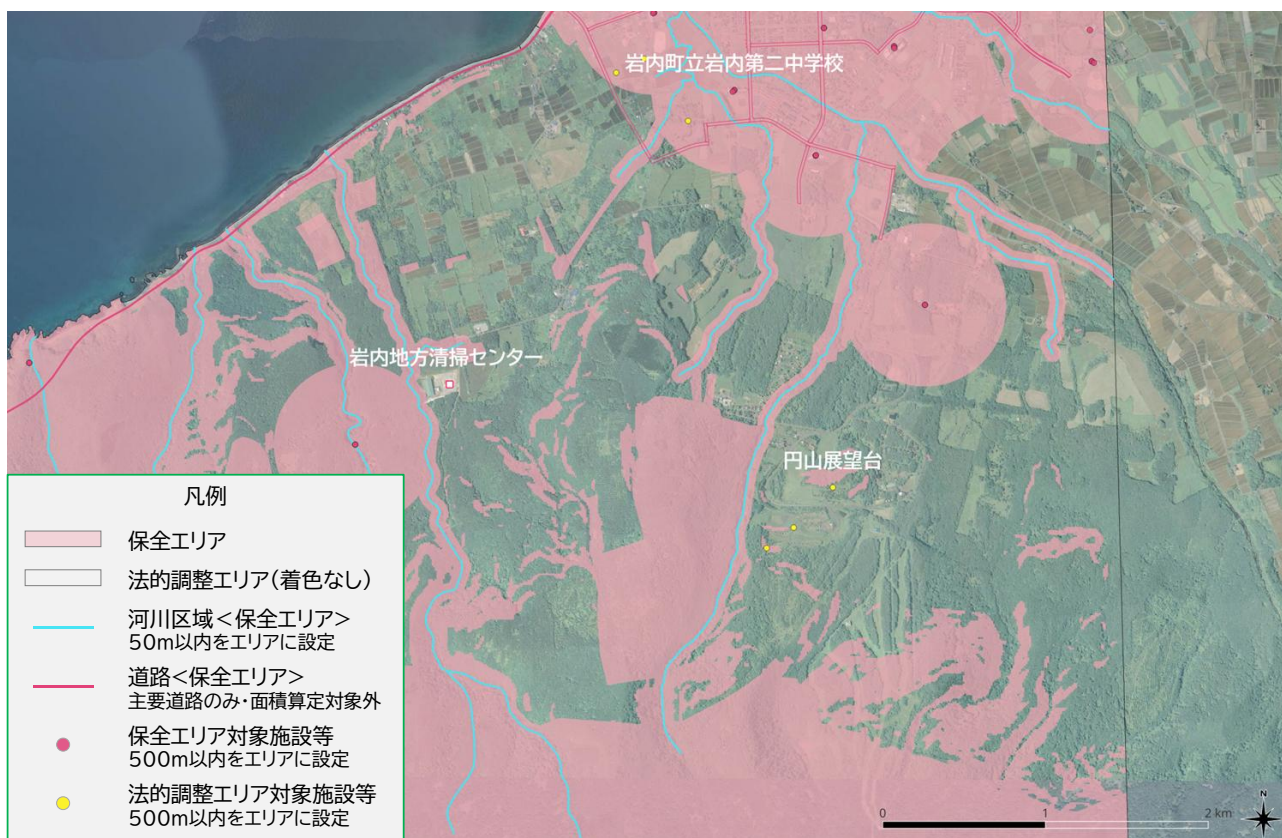 岩内町立岩内第二中学校
岩内地方清掃センター
円山展望台
凡例
保全エリア
法的調整エリア(着色なし)
河川区域<保全エリア>
50m以内をエリアに設定
道路<保全エリア>
主要道路のみ・面積算定対象外
保全エリア対象施設等
500m以内をエリアに設定
法的調整エリア対象施設等
500m以内をエリアに設定
0 1 2 km
N